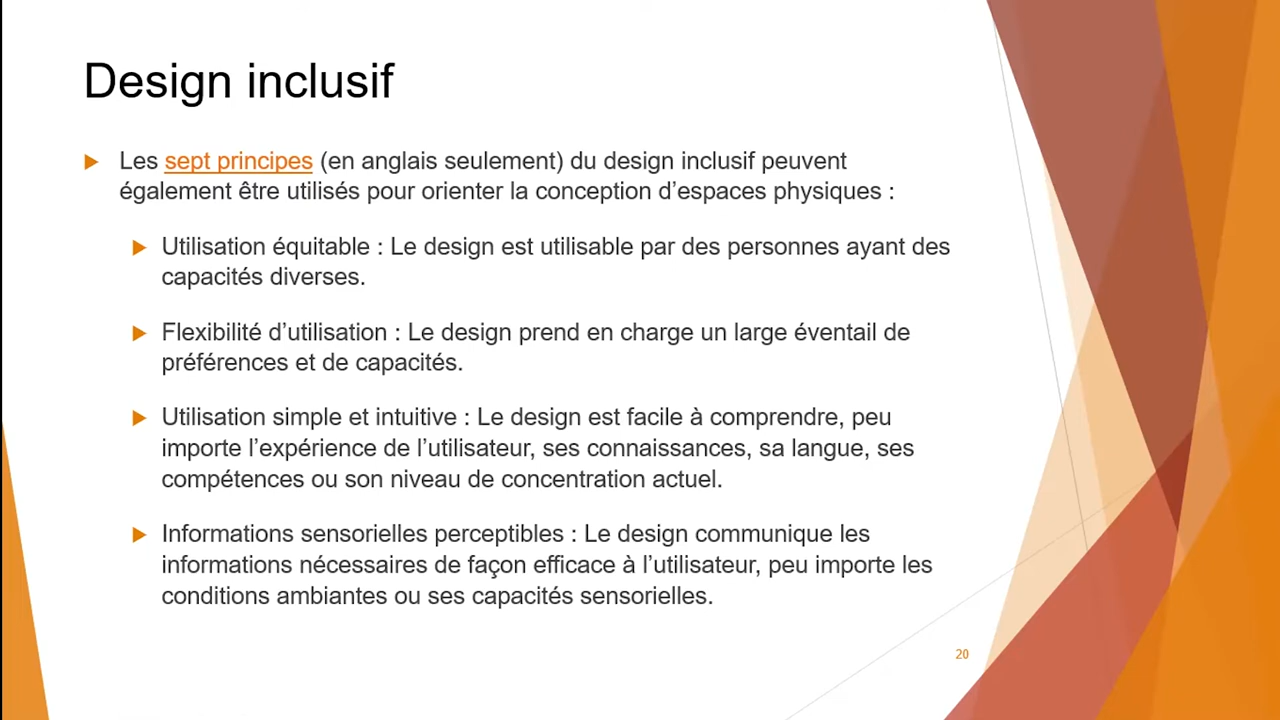 Design inclusif
Les sept principes (en anglais seulement) du design inclusif peuvent
également être utilisés pour orienter la conception d’espaces physiques :
Utilisation équitable : Le design est utilisable par des personnes ayant des
capacités diverses.
Flexibilité d’utilisation : Le design prend en charge un large éventail de
préférences et de capacités.
Utilisation simple et intuitive : Le design est facile à comprendre, peu
importe l’expérience de l’utilisateur, ses connaissances, sa langue, ses
compétences ou son niveau de concentration actuel.
Informations sensorielles perceptibles : Le design communique les
informations nécessaires de façon efficace à l’utilisateur, peu importe les
conditions ambiantes ou ses capacités sensorielles.
20